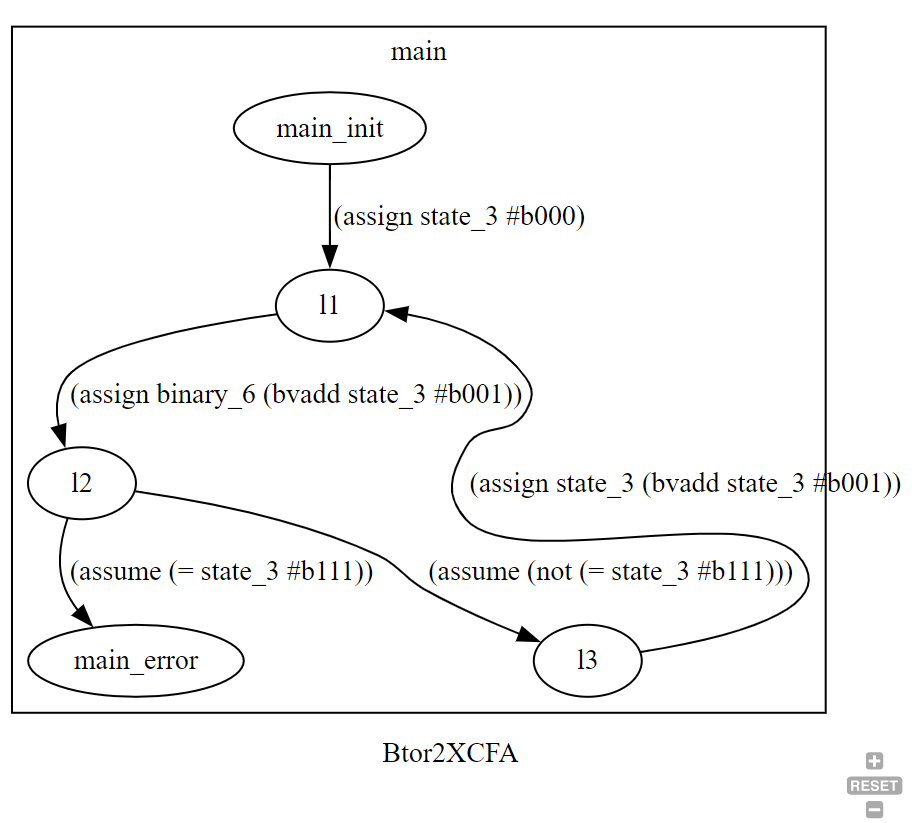 main
main_init
(assign state_3 #b000)
l1
(assign binary_6 (bvadd state_3 #b001))
l2
(assign state_3 (bvadd state_3 #b001))
(assume (= state_3 #b111))
(assume (not (= state_3 #b111)))
main_error
l3
Btor2XCFA
+
RESET
−